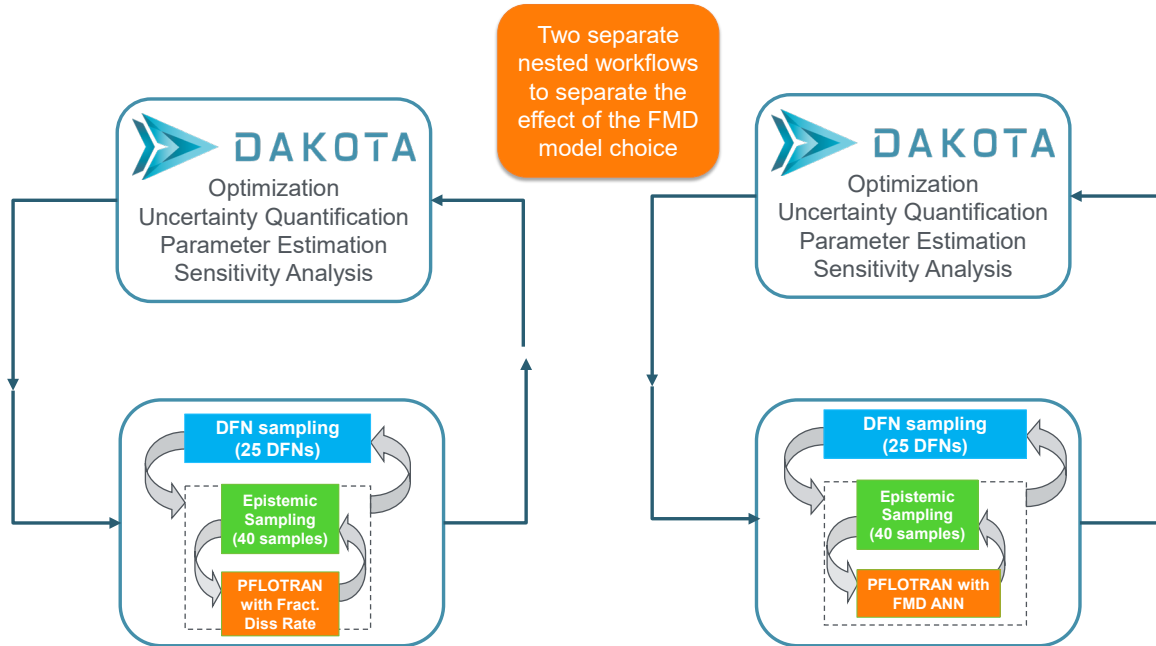 Two separate
nested workflows
to separate the
effect of the FMD
model choice
DAKOTA
Optimization
Uncertainty Quantification
Parameter Estimation
Sensitivity Analysis
DFN sampling
(25 DFNs)
Epistemic
Sampling
(40 samples)
PFLOTRAN
with Fract.
Diss Rate
DAKOTA
Optimization
Uncertainty Quantification
Parameter Estimation
Sensitivity Analysis
DFN sampling
(25 DFNs)
Epistemic
Sampling
(40 samples)
PFLOTRAN with
FMD ANN